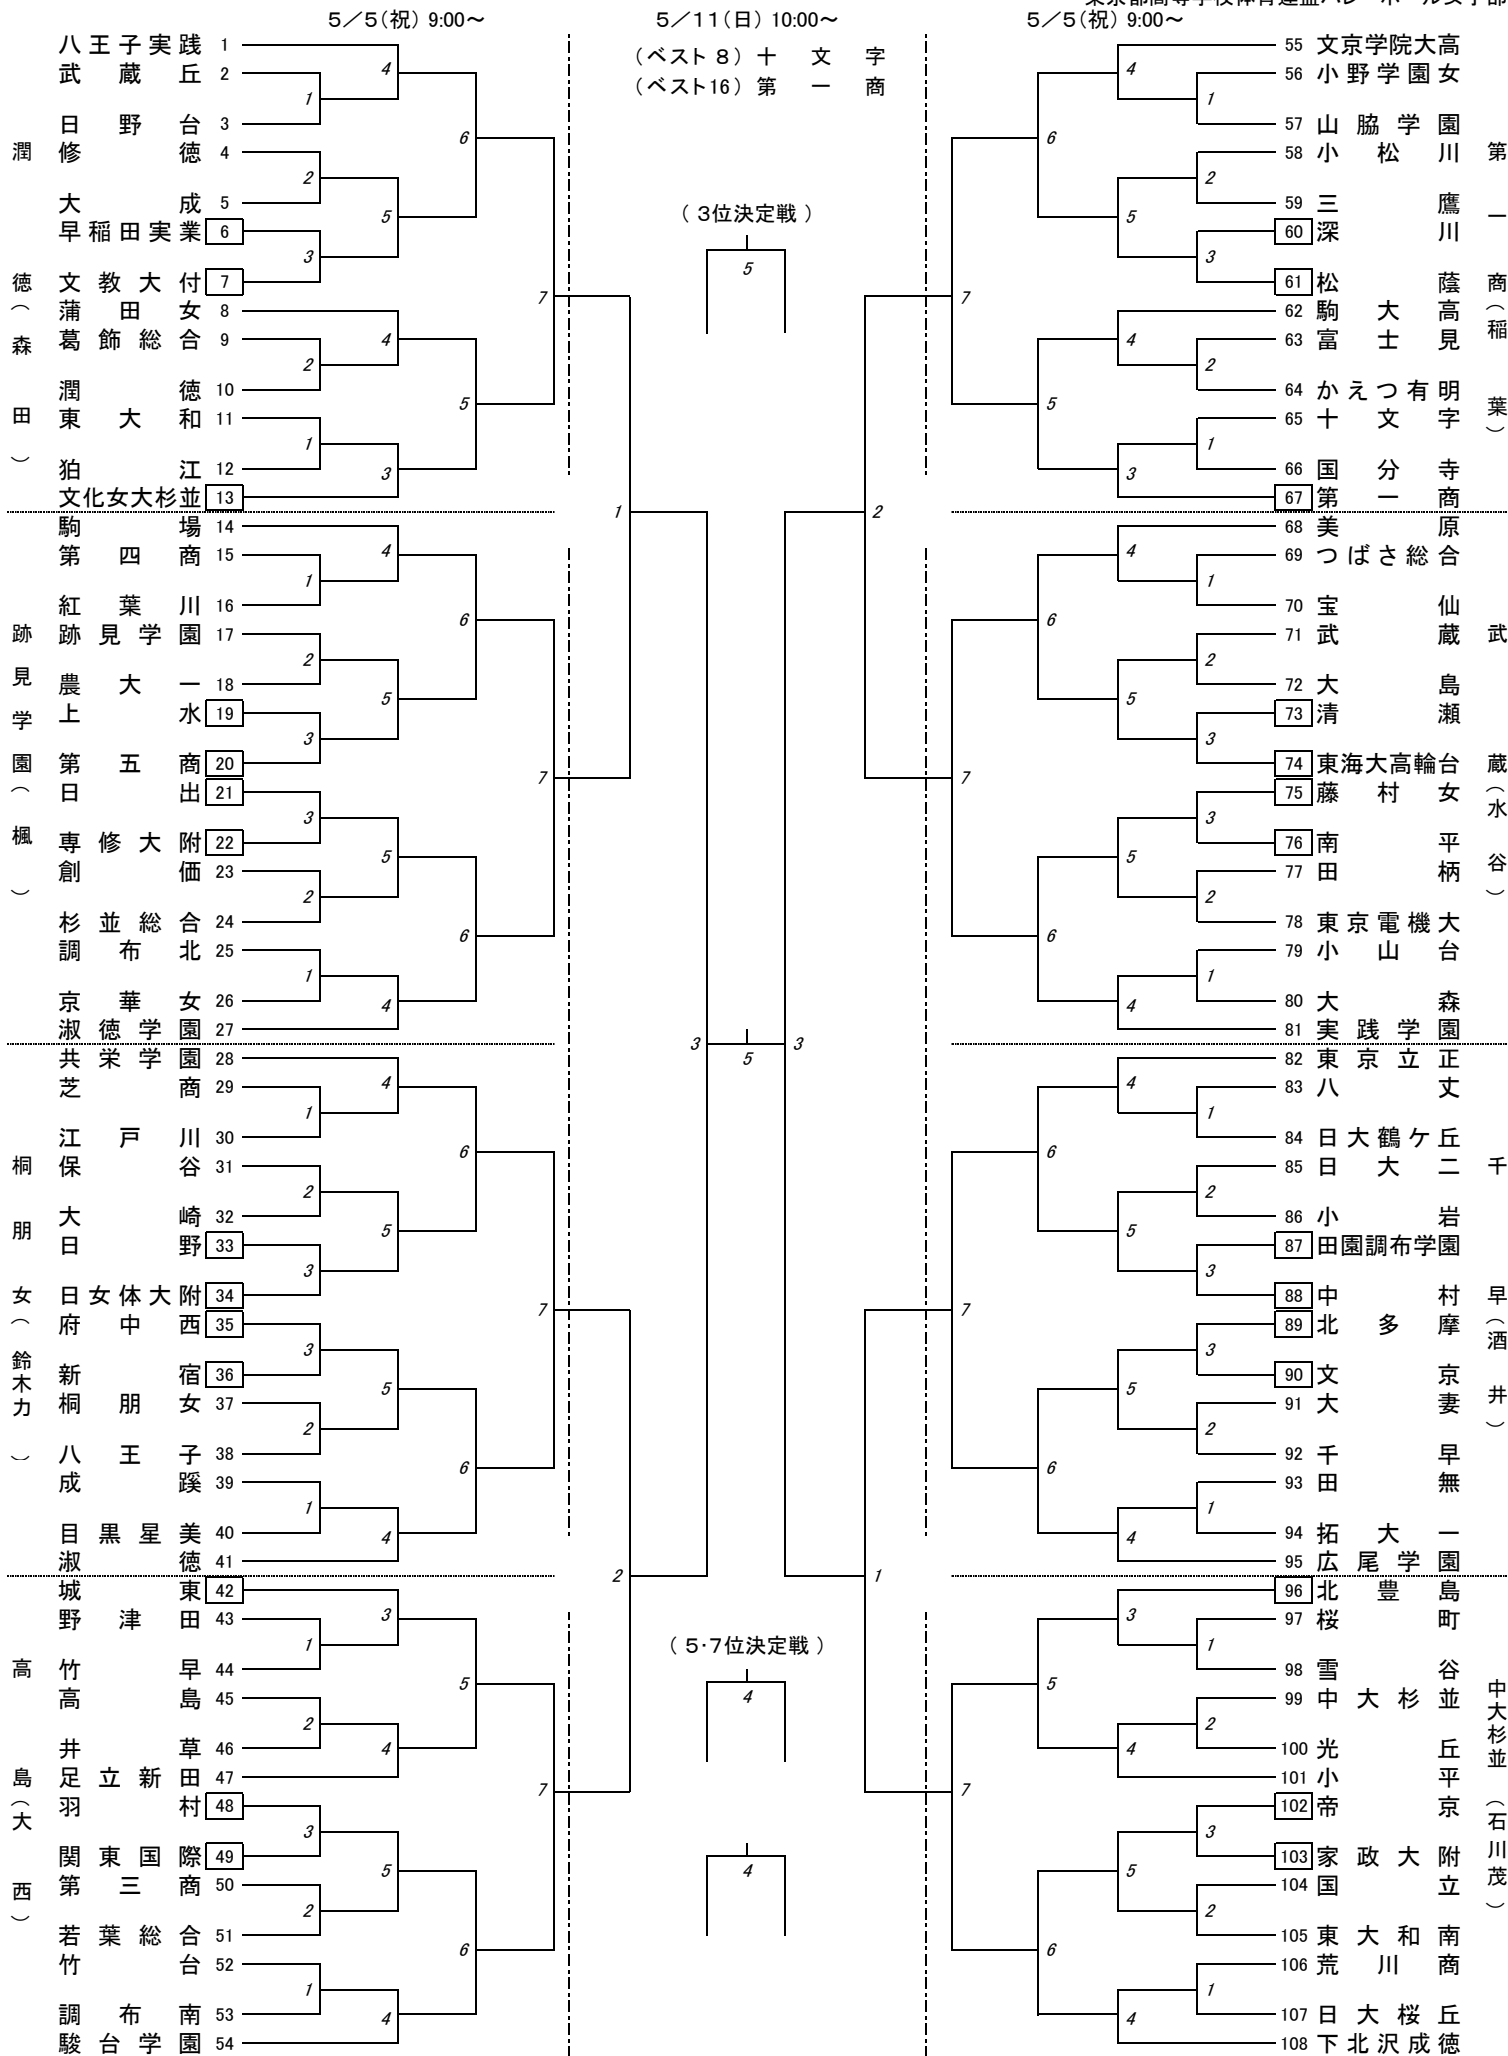 5／5(祝) 9:00～
5／11(日) 10:00～
5／5(祝) 9:00～
(ベスト 8) 十文字
(ベスト16) 第一商
八王子実践 1
武蔵丘 2
日野台 3
修徳 4
大成 5
早稲田実業 6
文教大付 7
蒲田女 8
葛飾総合 9
潤徳 10
東大和 11
狛江 12
文化女大杉並 13
潤徳(森田)
駒場 14
第四商 15
紅葉川 16
跡見学園 17
農大一 18
上水 19
第五商 20
日出 21
専修大附 22
創価 23
杉並総合 24
調布北 25
京華女 26
淑徳学園 27
跡見学園(楓)
共栄学園 28
芝商 29
江戸川 30
保谷 31
大崎 32
日野 33
日女体大附 34
府中西 35
新宿 36
桐朋女 37
八王子 38
成蹊 39
目黒星美 40
淑徳 41
桐朋女(鈴木力)
城東 42
野津田 43
竹早 44
高島 45
井草 46
足立新田 47
羽村 48
関東国際 49
第三商 50
若葉総合 51
竹台 52
調布南 53
駿台学園 54
高島(大西)
(3位決定戦)
5
3
5
3
1
2
2
1
(5･7位決定戦)
4
4
55 文京学院大高
56 小野学園女
57 山脇学園
58 小松川
59 三鷹
60 深川
61 松蔭
62 駒大高
63 富士見
64 かえつ有明
65 十文字
66 国分寺
67 第一商
第一商(稲葉)
68 美原
69 つばさ総合
70 宝仙
71 武蔵
72 大島
73 清瀬
74 東海大高輪台
75 藤村女
76 南平
77 田柄
78 東京電機大
79 小山台
80 大森
81 実践学園
武蔵(水谷)
82 東京立正
83 八丈
84 日大鶴ケ丘
85 日大二
86 小岩
87 田園調布学園
88 中村
89 北多摩
90 文京
91 大妻
92 千早
93 田無
94 拓大一
95 広尾学園
千早(酒井)
96 北豊島
97 桜町
98 雪谷
99 中大杉並
100 光丘
101 小平
102 帝京
103 家政大附
104 国立
105 東大和南
106 荒川商
107 日大桜丘
108 下北沢成徳
中大杉並(石川茂)